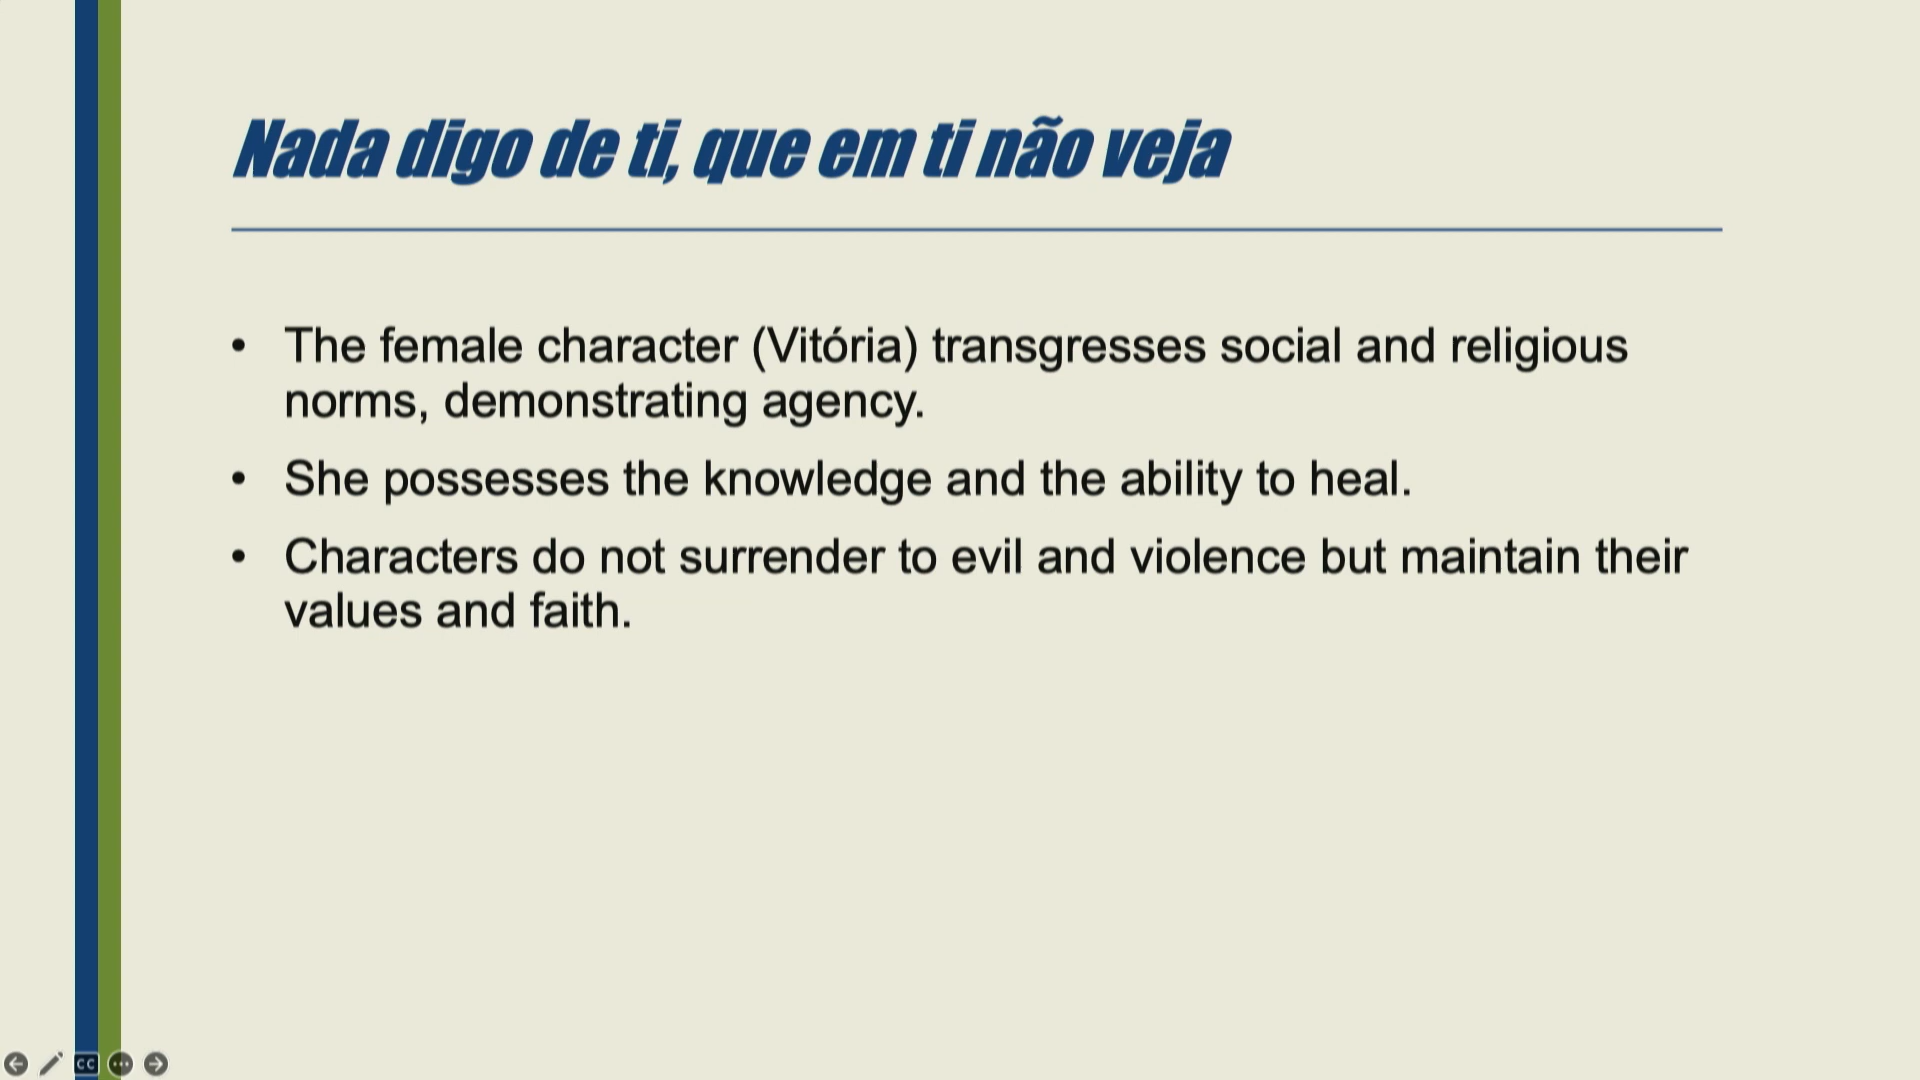 Nada digo de ti, que em ti não veja
• The female character (Vitória) transgresses social and religious
norms, demonstrating agency.
• She possesses the knowledge and the ability to heal.
• Characters do not surrender to evil and violence but maintain their
values and faith.
CC